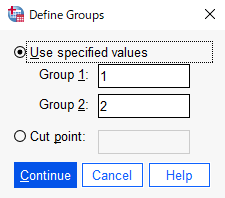 Define Groups
Use specified values
Group 1: 1
Group 2: 2
Cut point:
Continue Cancel Help